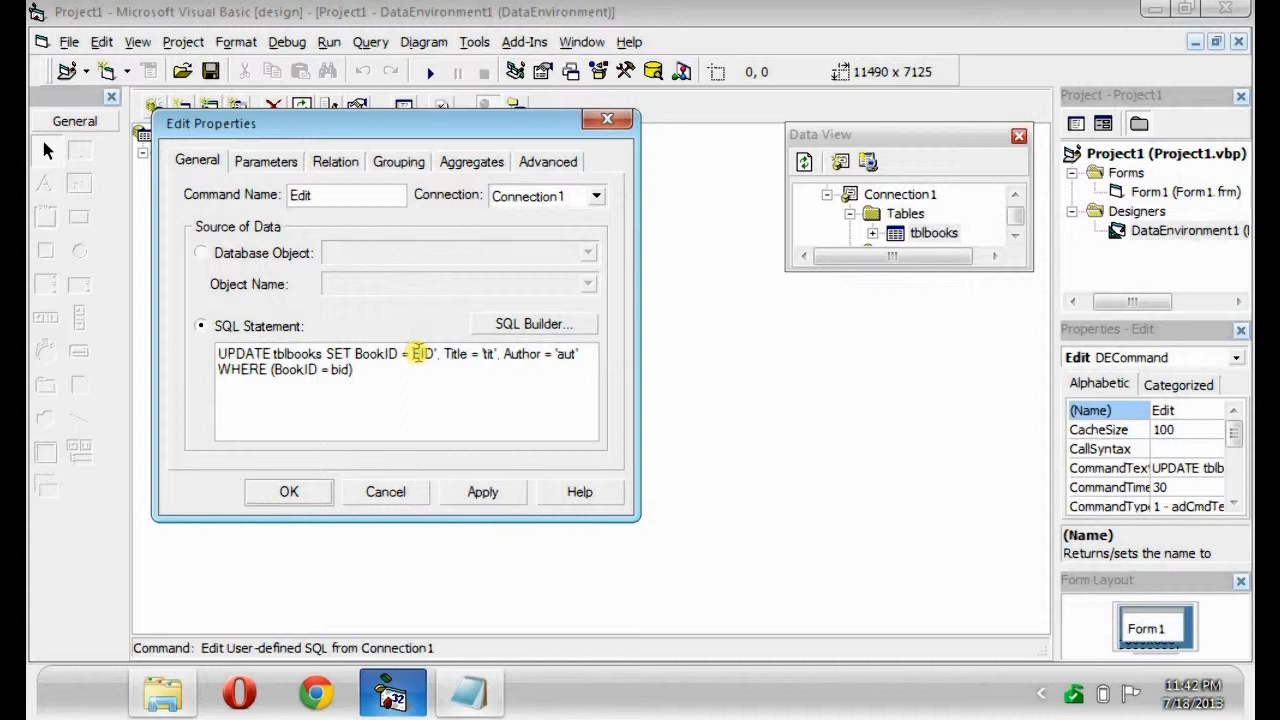 Project1 - Microsoft Visual Basic [design] - [Project1 - DataEnvironment1 (DataEnvironment)]
File Edit View Project Format Debug Run Query Diagram Tools Add-Ins Window Help
0, 0 11490 x 7125
General
Edit Properties
General Parameters Relation Grouping Aggregates Advanced
Command Name: Edit Connection: Connection1
Source of Data
Database Object:
Object Name:
SQL Statement: SQL Builder...
UPDATE tblbooks SET BookID = ID', Title = 'tit', Author = 'aut'
WHERE (BookID = bid)
OK Cancel Apply Help
Data View
Connection1
Tables
tblbooks
Project - Project1
Project1 (Project1.vbp)
Forms
Form1 (Form1.frm)
Designers
DataEnvironment1 (
Properties - Edit
Edit DECommand
Alphabetic Categorized
(Name) Edit
CacheSize 100
CallSyntax
CommandText UPDATE tblb
CommandTime 30
CommandType 1 - adCmdTe
(Name)
Returns/sets the name to
Form Layout
Form1
Command: Edit User-defined SQL from Connection1
32
11:42 PM
7/18/2013